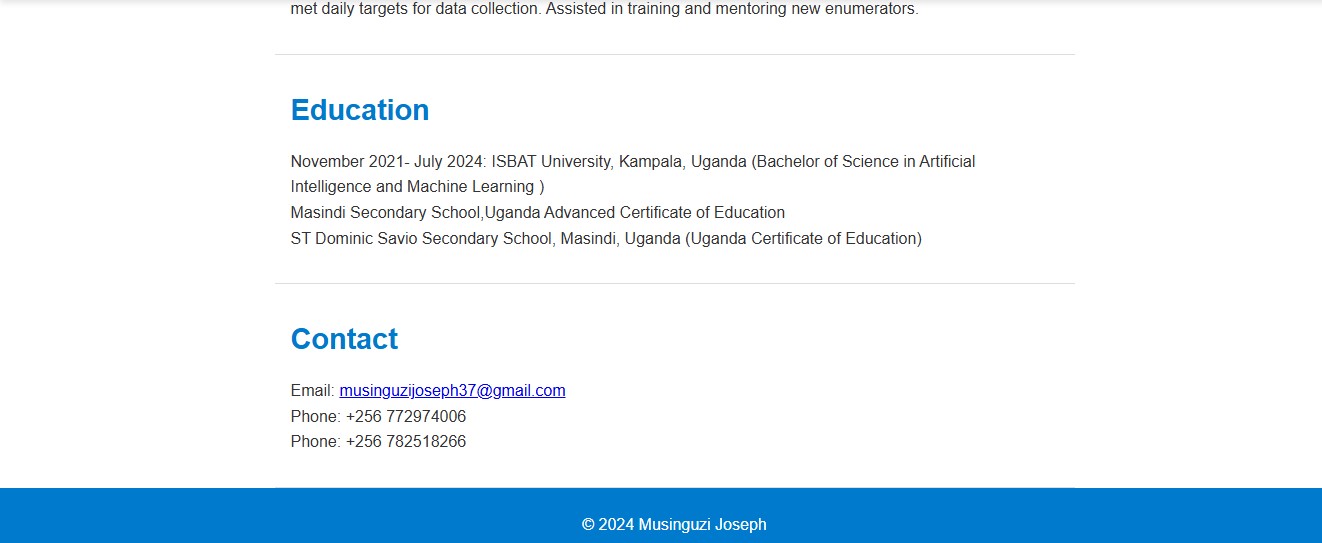 met daily targets for data collection. Assisted in training and mentoring new enumerators.
Education
November 2021- July 2024: ISBAT University, Kampala, Uganda (Bachelor of Science in Artificial
Intelligence and Machine Learning )
Masindi Secondary School,Uganda Advanced Certificate of Education
ST Dominic Savio Secondary School, Masindi, Uganda (Uganda Certificate of Education)
Contact
Email: musinguzijoseph37@gmail.com
Phone: +256 772974006
Phone: +256 782518266
© 2024 Musinguzi Joseph